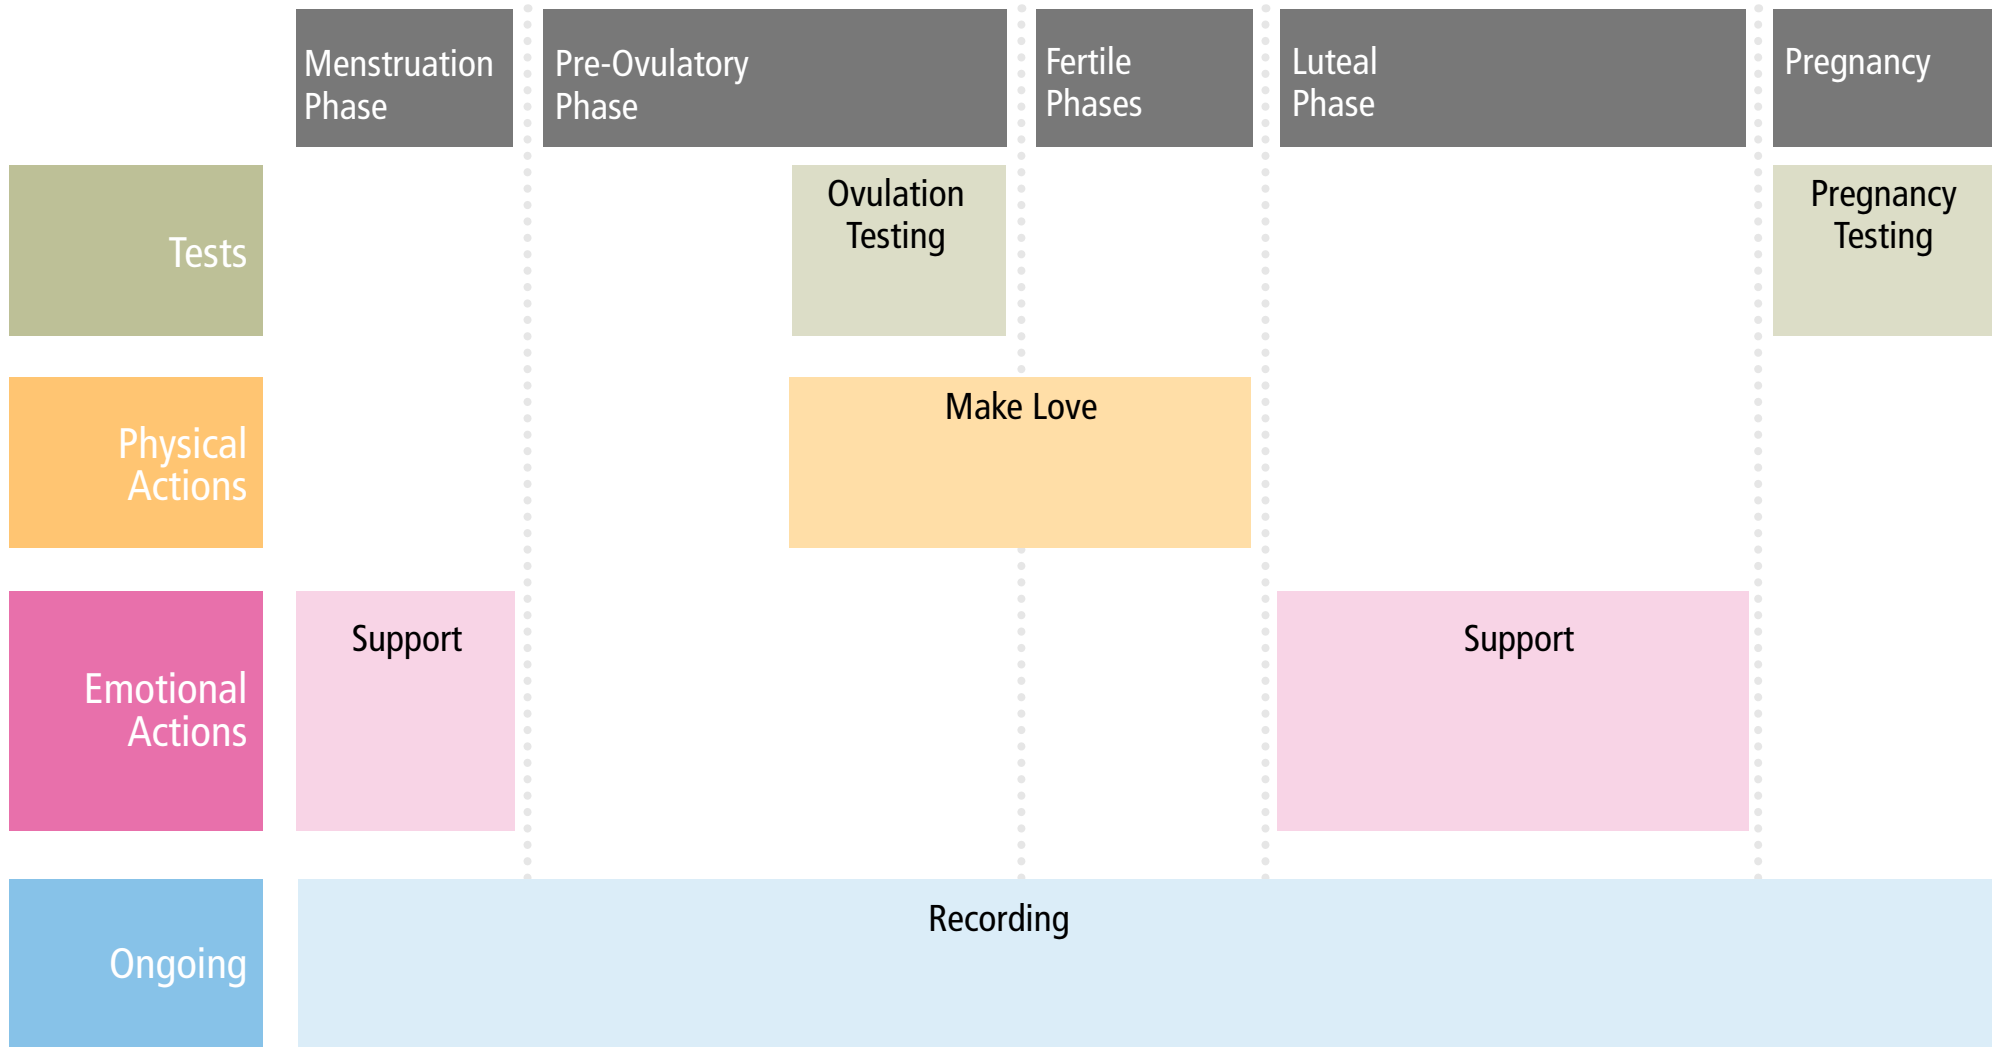 Menstruation
Phase
Pre-Ovulatory
Phase
Fertile
Phases
Luteal
Phase
Pregnancy
Tests
Ovulation
Testing
Pregnancy
Testing
Physical
Actions
Make Love
Emotional
Actions
Support
Support
Ongoing
Recording